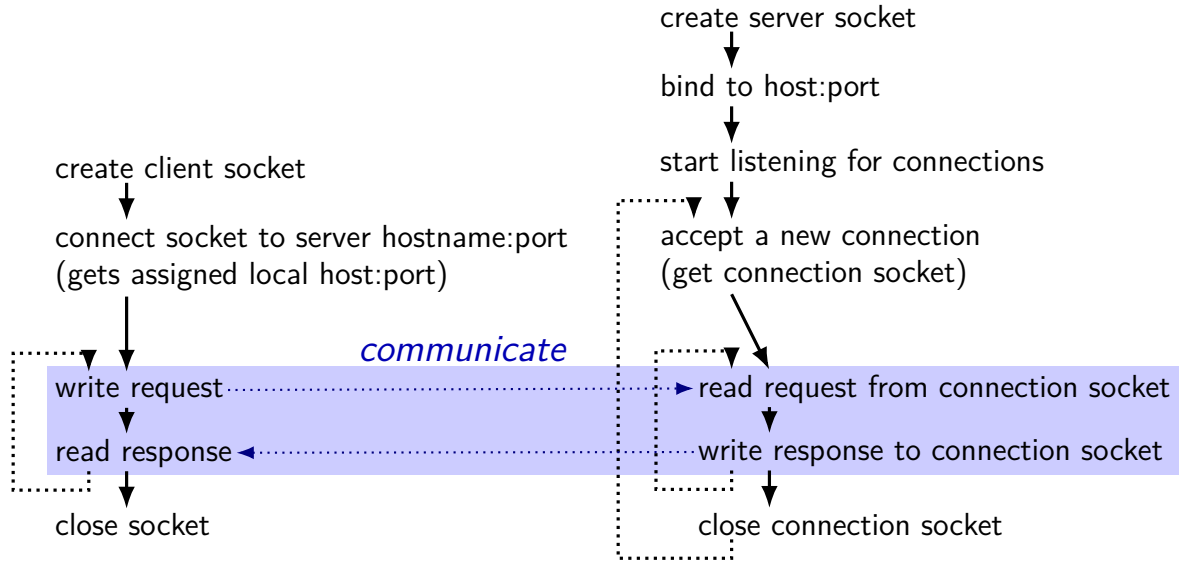 create server socket
bind to host:port
start listening for connections
create client socket
connect socket to server hostname:port
(gets assigned local host:port)
accept a new connection
(get connection socket)
communicate
write request
read request from connection socket
read response
write response to connection socket
close socket
close connection socket